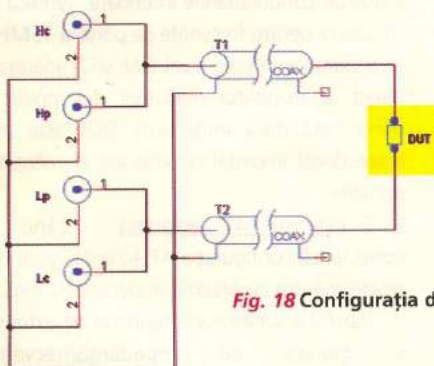 Hc
1
2
Hp
1
2
Lp
1
2
Lc
1
2
T1
COAX
T2
COAX
DUT
Fig. 18 Configurația d